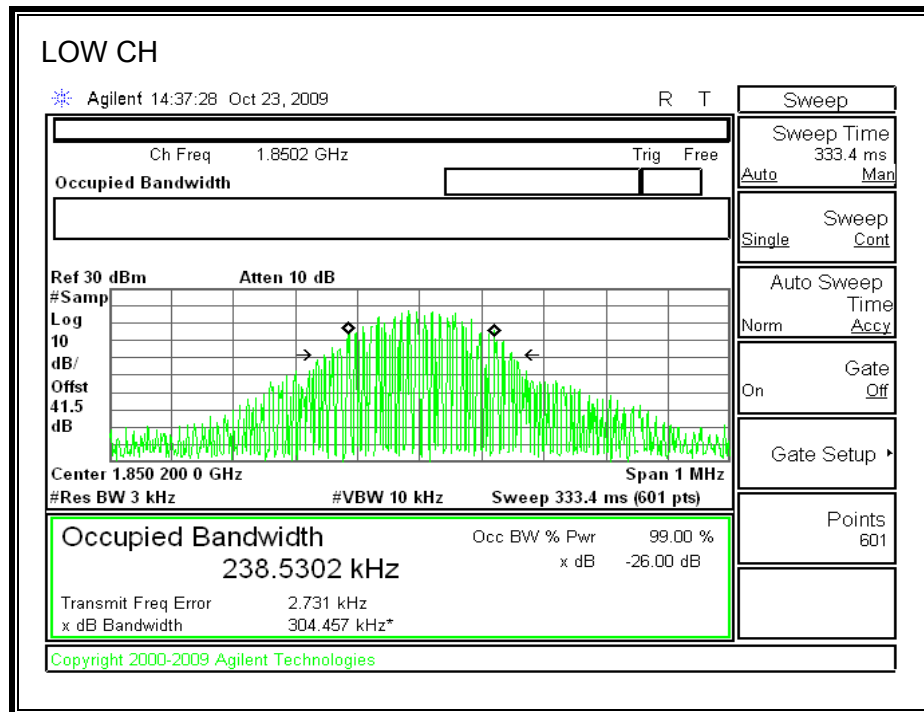 LOW CH
Agilent 14:37:28 Oct 23, 2009 R T
Ch Freq 1.8502 GHz Trig Free
Occupied Bandwidth
Ref 30 dBm Atten 10 dB
#Samp
Log
10
dB/
Offst
41.5
dB
Center 1.850 200 0 GHz Span 1 MHz
#Res BW 3 kHz #VBW 10 kHz Sweep 333.4 ms (601 pts)
Occupied Bandwidth
238.5302 kHz
Occ BW % Pwr 99.00 %
x dB -26.00 dB
Transmit Freq Error 2.731 kHz
x dB Bandwidth 304.457 kHz*
Copyright 2000-2009 Agilent Technologies
Sweep
Sweep Time
333.4 ms
Auto Man
Sweep
Single Cont
Auto Sweep
Time
Norm Accy
Gate
On Off
Gate Setup
Points
601